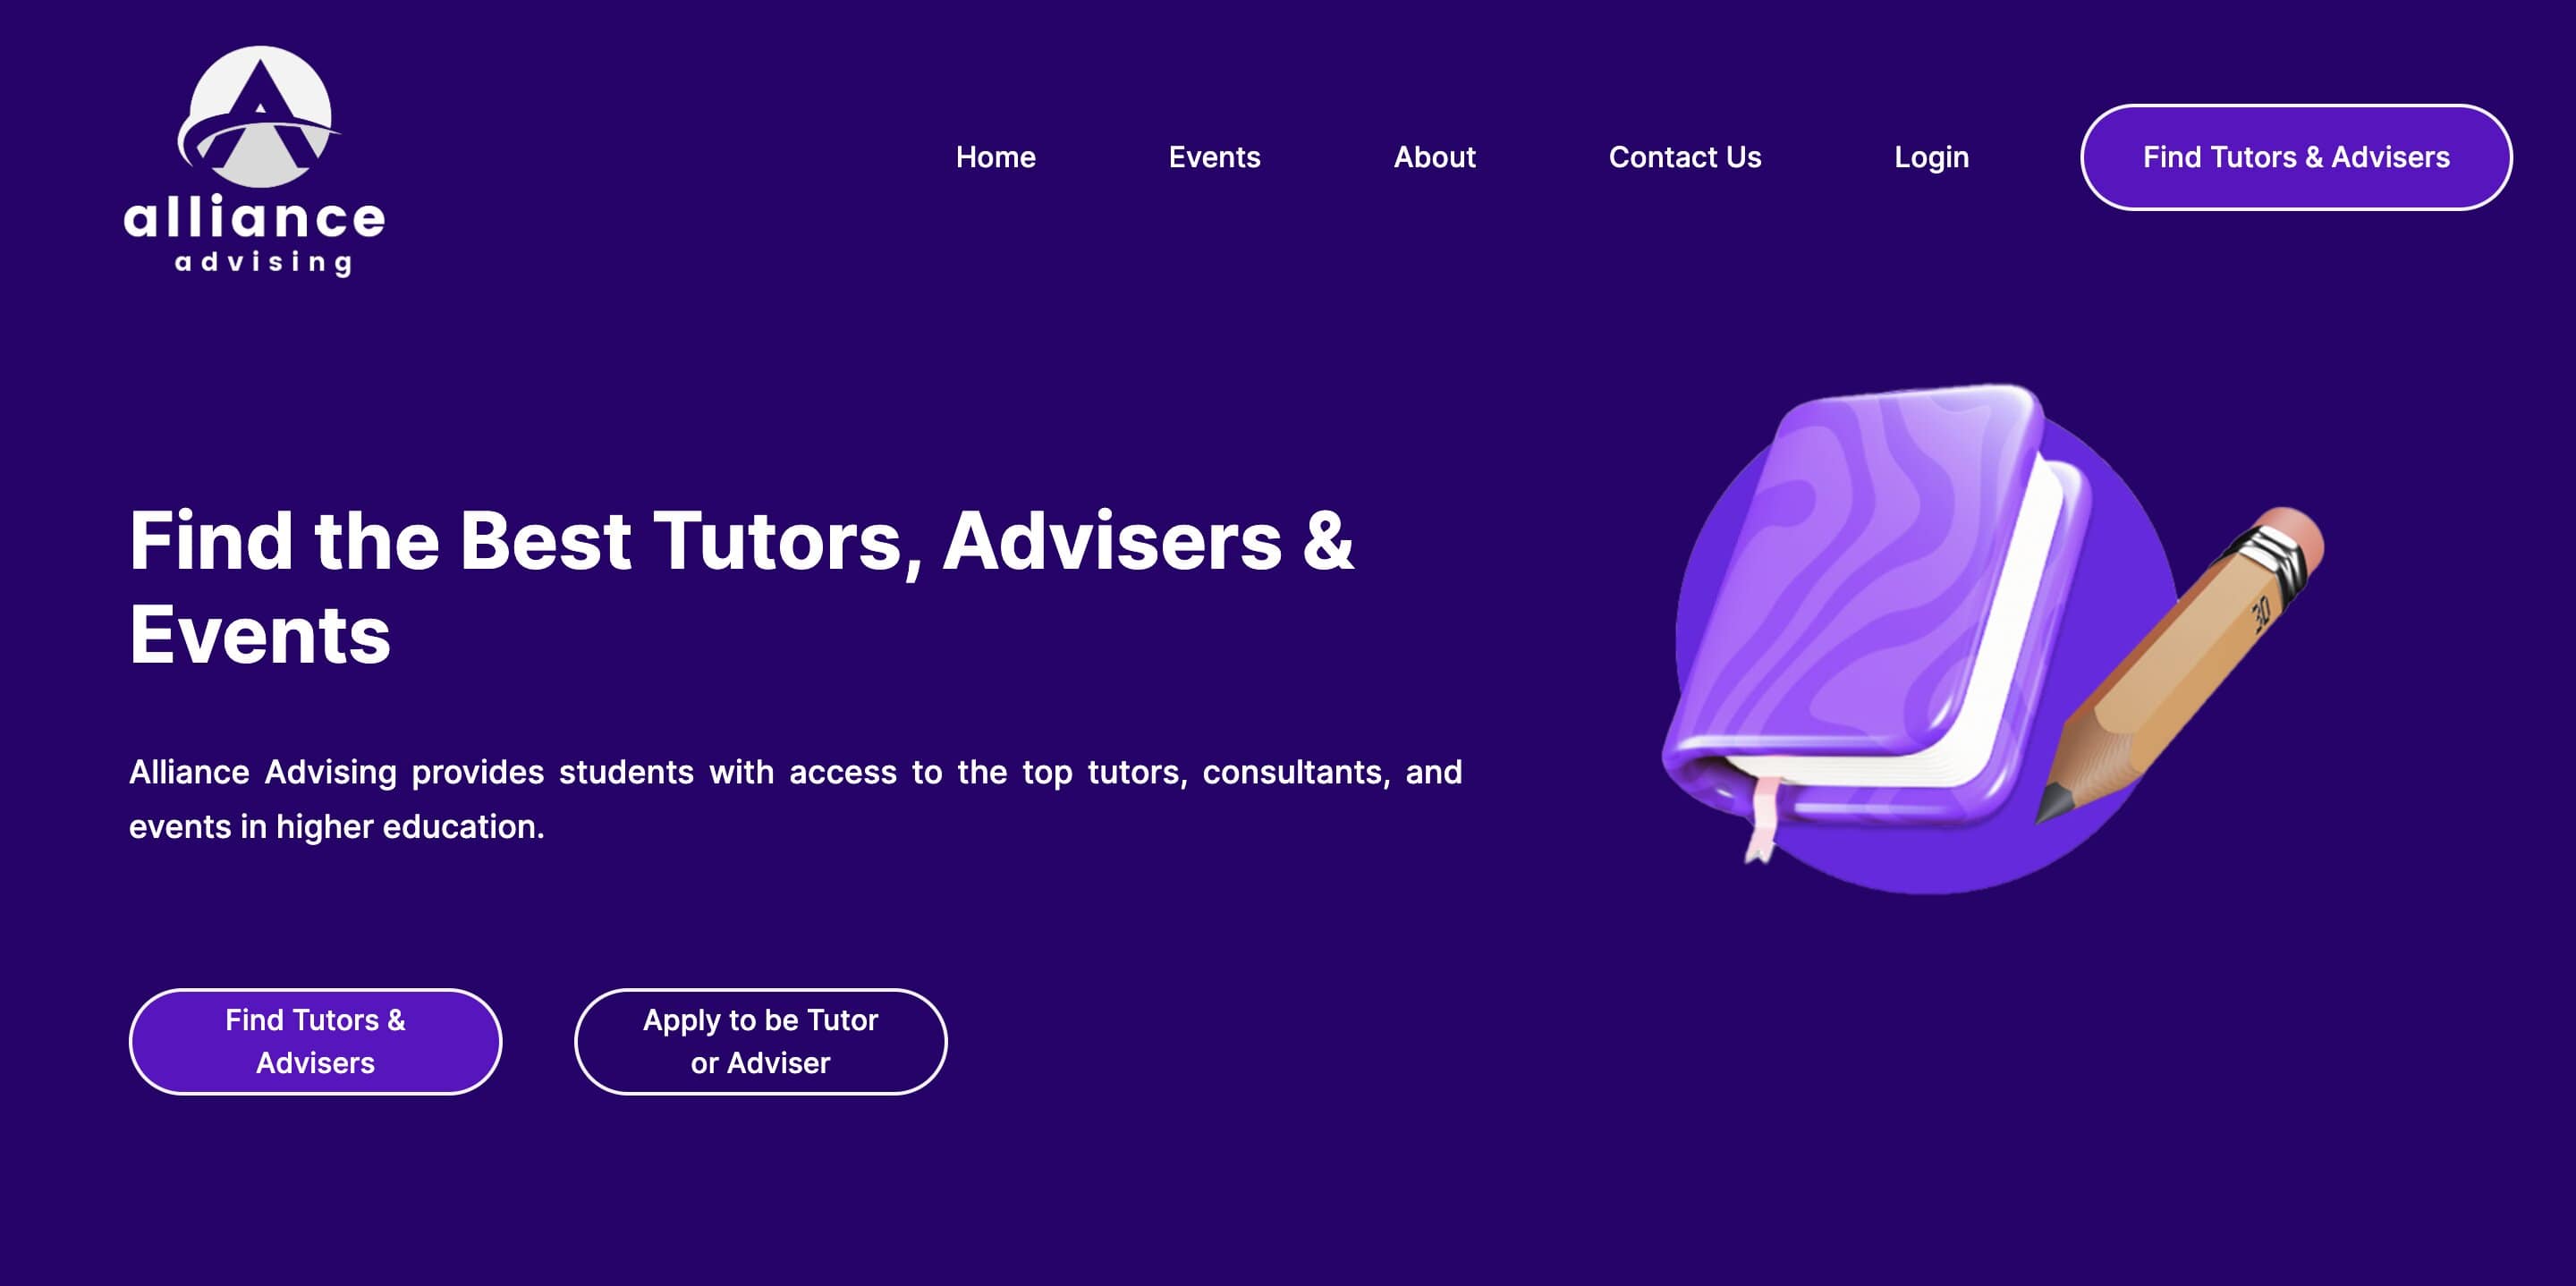 alliance
advising
Home
Events
About
Contact Us
Login
Find Tutors & Advisers
Find the Best Tutors, Advisers &
Events
Alliance Advising provides students with access to the top tutors, consultants, and
events in higher education.
Find Tutors &
Advisers
Apply to be Tutor
or Adviser
3D